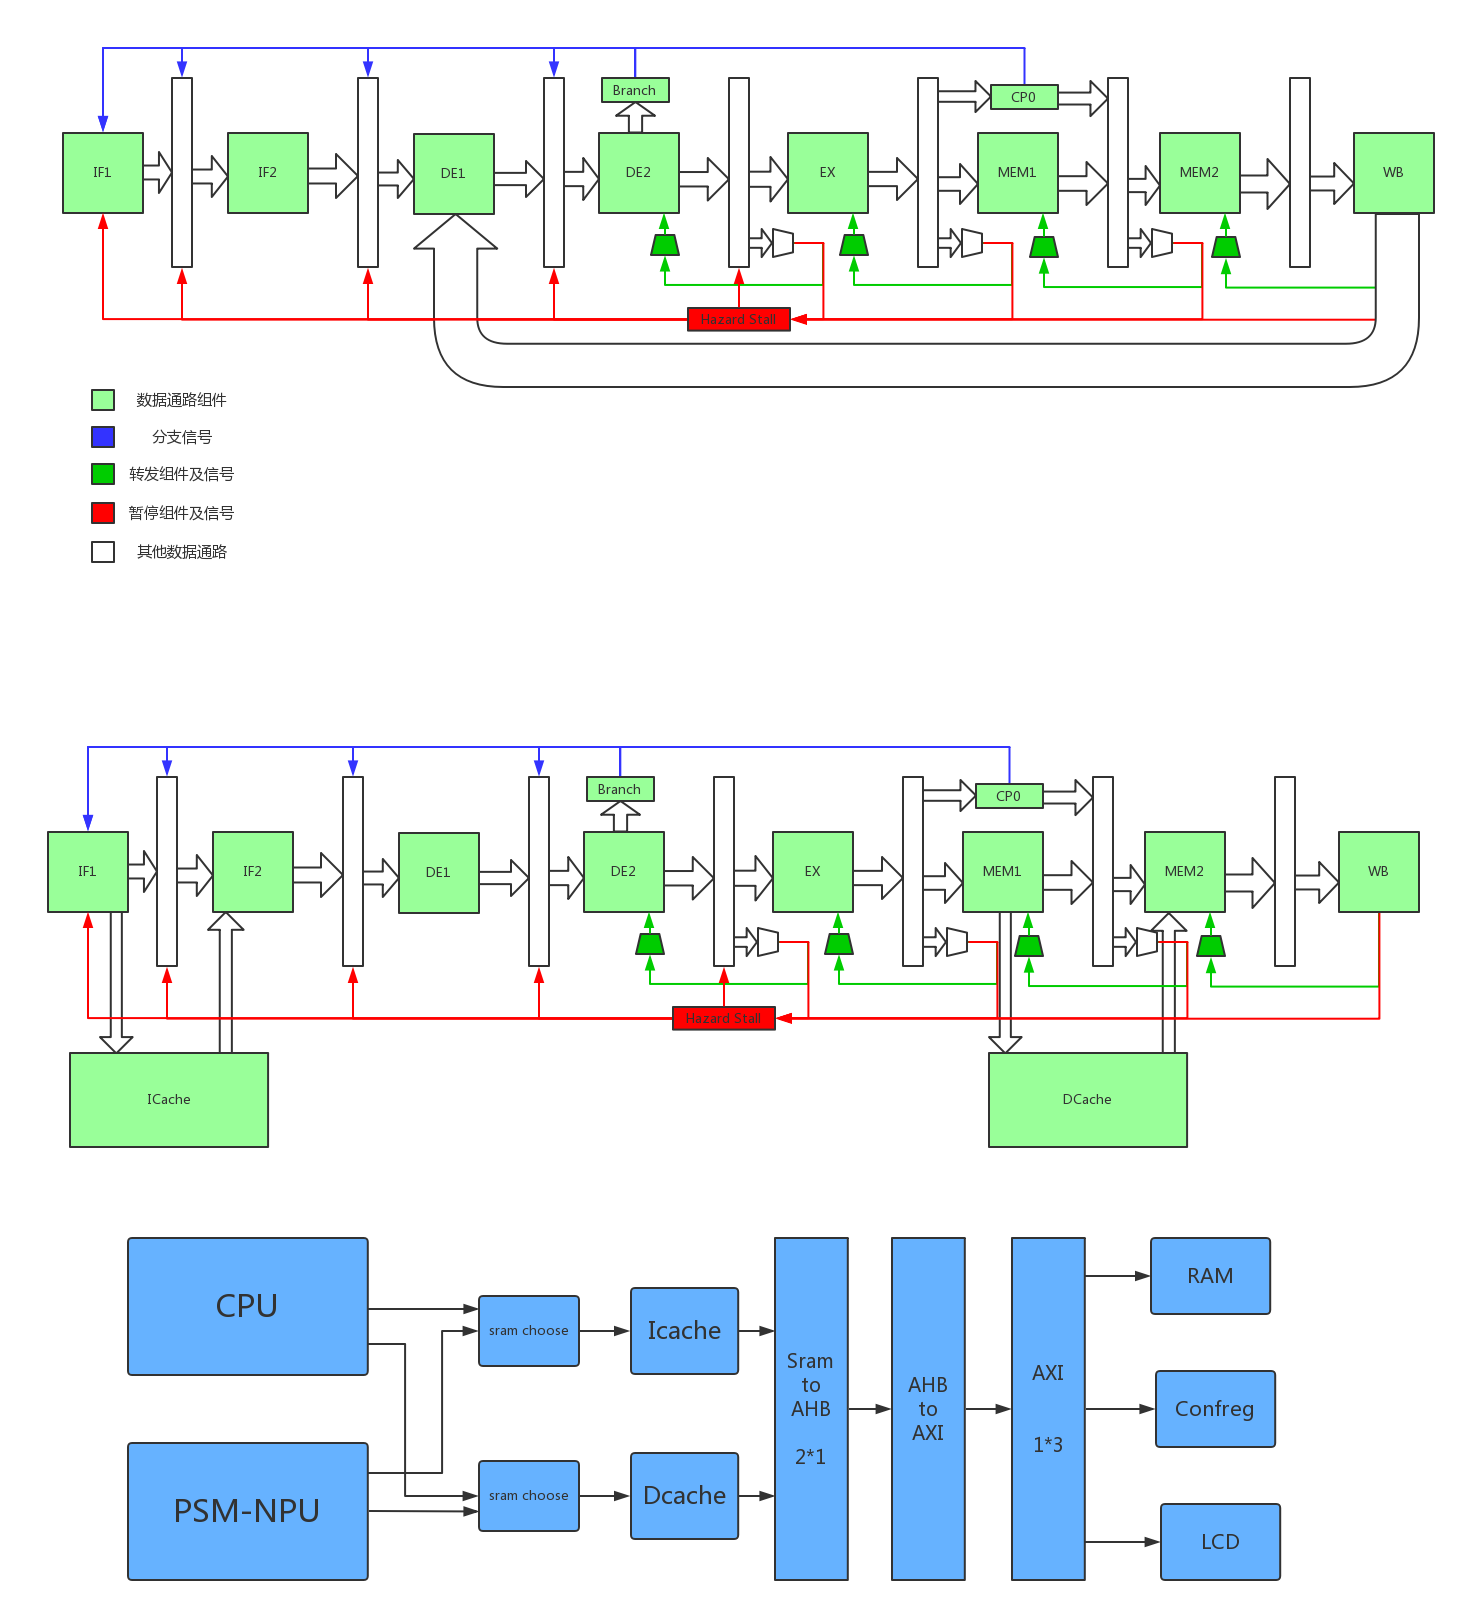 Branch
CP0
IF1
IF2
DE1
DE2
EX
MEM1
MEM2
WB
Hazard Stall
数据通路组件
分支信号
转发组件及信号
暂停组件及信号
其他数据通路
Branch
CP0
IF1
IF2
DE1
DE2
EX
MEM1
MEM2
WB
Hazard Stall
ICache
DCache
CPU
PSM-NPU
sram choose
sram choose
Icache
Dcache
Sram
to
AHB
2*1
AHB
to
AXI
AXI
1*3
RAM
Confreg
LCD